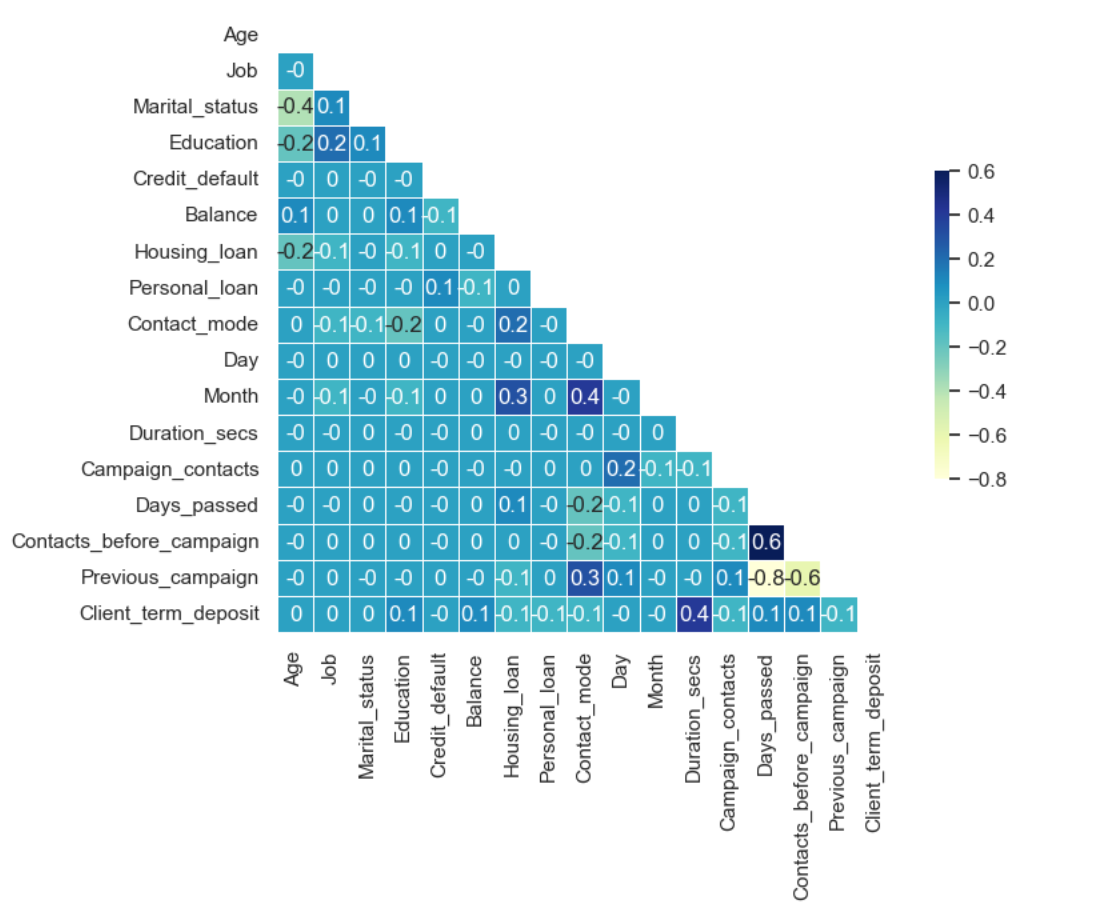 Age
Job -0
Marital_status -0.4 0.1
Education -0.2 0.2 0.1
Credit_default -0 0 -0 -0
Balance 0.1 0 0 0.1 -0.1
Housing_loan -0.2 -0.1 -0 -0.1 0 -0
Personal_loan -0 -0 -0 -0 0.1 -0.1 0
Contact_mode 0 -0.1 -0.1 -0.2 0 -0 0.2 -0
Day -0 0 0 0 -0 -0 -0 -0 -0
Month -0 -0.1 -0 -0.1 0 0 0.3 0 0.4 -0
Duration_secs -0 -0 0 -0 -0 0 0 -0 -0 -0 0
Campaign_contacts 0 0 0 0 0 -0 -0 0 0 0.2 -0.1 -0.1
Days_passed -0 -0 0 0 -0 0 0.1 -0 -0.2 -0.1 0 0 -0.1
Contacts_before_campaign -0 0 0 0 -0 0 0 -0 -0.2 -0.1 0 0 -0.1 0.6
Previous_campaign -0 0 -0 -0 0 -0 -0.1 0 0.3 0.1 -0 -0 0.1 -0.8 -0.6
Client_term_deposit 0 0 0 0.1 -0 0.1 -0.1 -0.1 -0.1 -0 -0 0.4 -0.1 0.1 0.1 -0.1
Age
Job
Marital_status
Education
Credit_default
Balance
Housing_loan
Personal_loan
Contact_mode
Day
Month
Duration_secs
Campaign_contacts
Days_passed
Contacts_before_campaign
Previous_campaign
Client_term_deposit
0.6
0.4
0.2
0.0
−0.2
−0.4
−0.6
−0.8